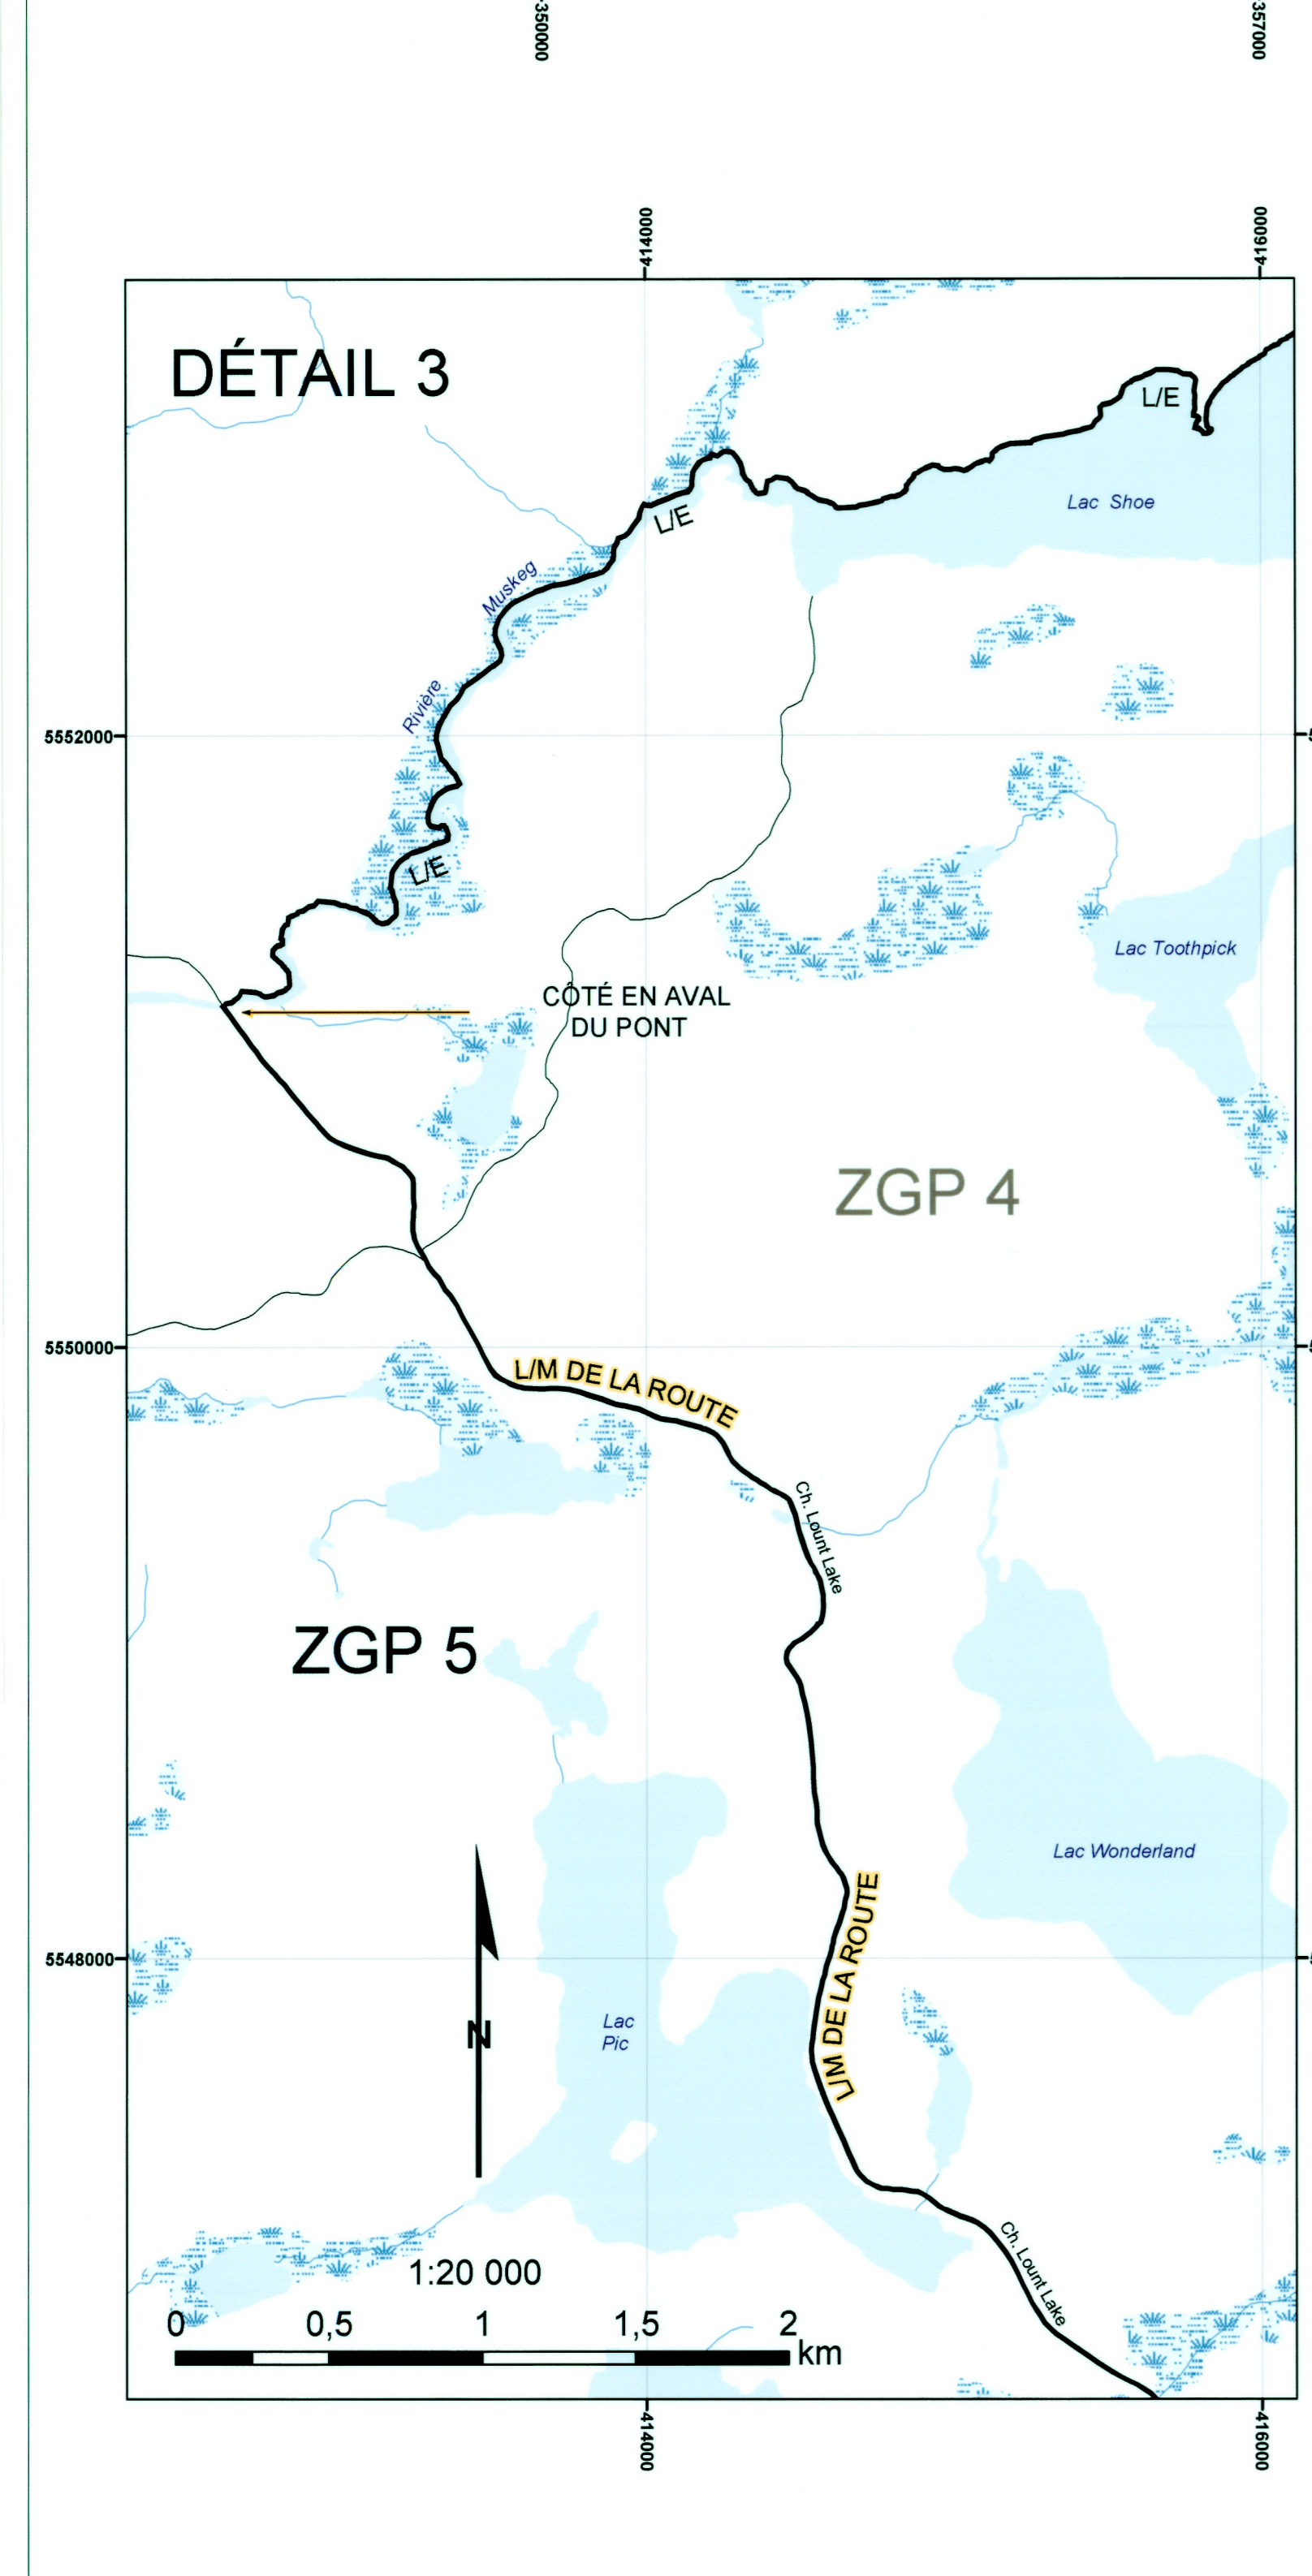 350000
357000
414000
416000
DÉTAIL 3
L/E
Lac Shoe
L/E
Muskeg
Rivière
5552000
L/E
Lac Toothpick
CÔTÉ EN AVAL
DU PONT
ZGP 4
5550000
L/M DE LA ROUTE
Ch. Lount Lake
ZGP 5
Lac Wonderland
L/M DE LA ROUTE
5548000
N
Lac
Pic
Ch. Lount Lake
1:20 000
0 0,5 1 1,5 2
km
414000
416000